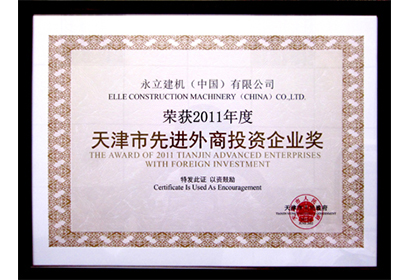 永立建机（中国）有限公司
ELLE CONSTRUCTION MACHINERY (CHINA) CO.,LTD.
荣获2011年度
天津市先进外商投资企业奖
THE AWARD OF 2011 TIANJIN ADVANCED ENTERPRISES
WITH FOREIGN INVESTMENT
特发此证 以资鼓励
Certificate Is Used As Encouragement